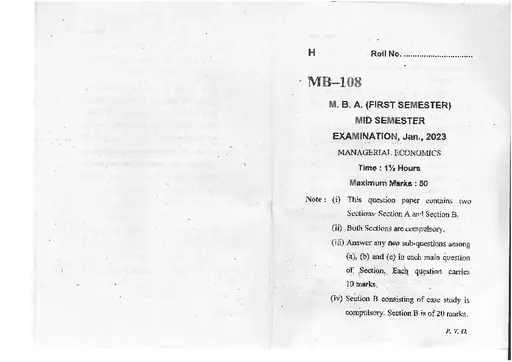 H Roll No. ..............................
MB–108
M. B. A. (FIRST SEMESTER)
MID SEMESTER
EXAMINATION, Jan., 2023
MANAGERIAL ECONOMICS
Time : 1½ Hours
Maximum Marks : 50
Note : (i) This question paper contains two
Sections- Section A and Section B.
(ii) Both Sections are compulsory.
(iii) Answer any two sub-questions among
(a), (b) and (c) in each main question
of Section. Each question carries
10 marks.
(iv) Section B consisting of case study is
compulsory. Section B is of 20 marks.
P. T. O.